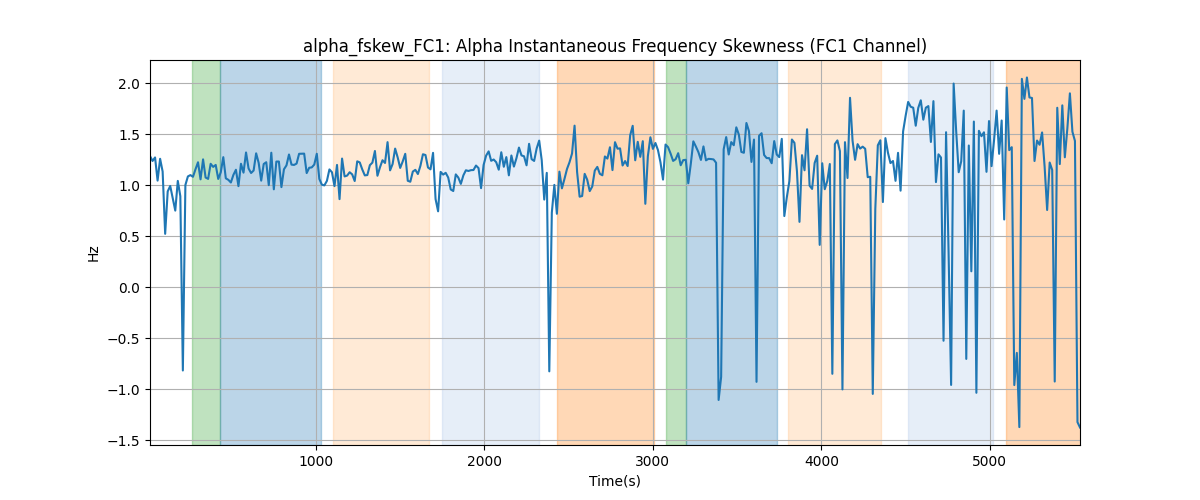 alpha_fskew_FC1: Alpha Instantaneous Frequency Skewness (FC1 Channel)
2.0
1.5
1.0
0.5
0.0
−0.5
−1.0
−1.5
Hz
1000 2000 3000 4000 5000
Time(s)